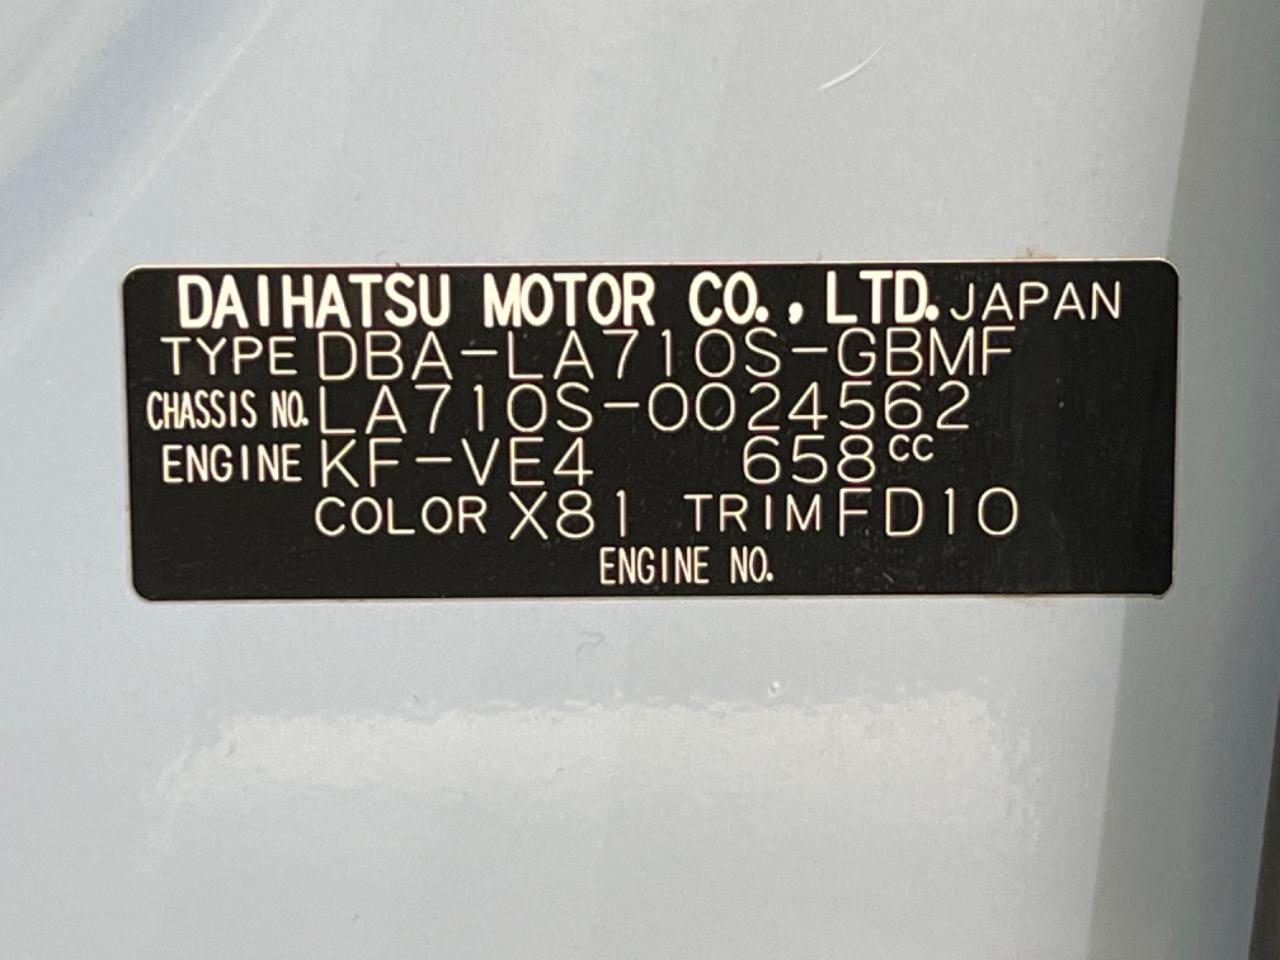 DAIHATSU MOTOR CO., LTD. JAPAN
TYPE DBA-LA710S-GBMF
CHASSIS NO. LA710S-0024562
ENGINE KF-VE4 658cc
COLOR X81 TRIM FD10
ENGINE NO.